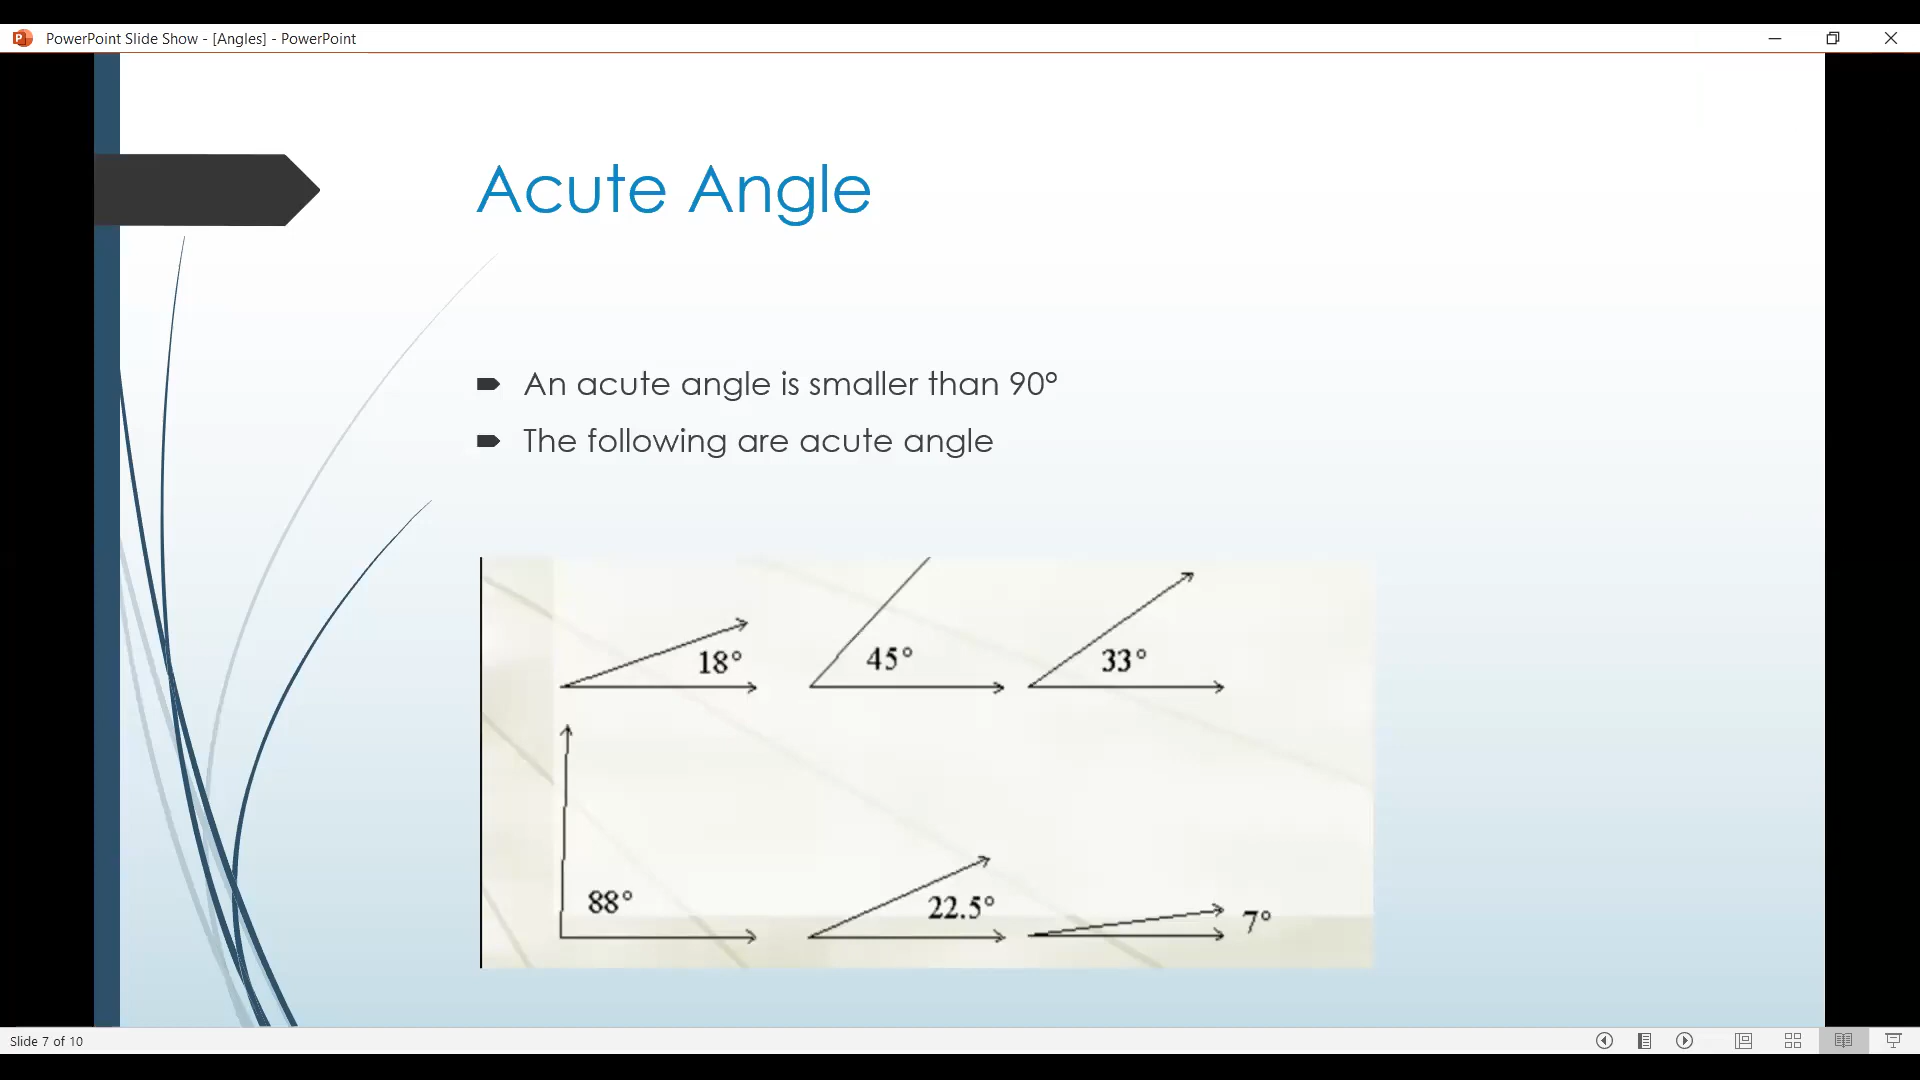 PowerPoint Slide Show - [Angles] - PowerPoint
Acute Angle
An acute angle is smaller than 90º
The following are acute angle
18° 45° 33°
88° 22.5° 7°
Slide 7 of 10